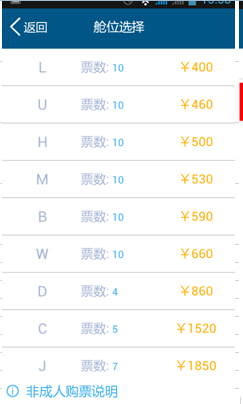 返回 舱位选择
L 票数: 10 ￥400
U 票数: 10 ￥460
H 票数: 10 ￥500
M 票数: 10 ￥530
B 票数: 10 ￥590
W 票数: 10 ￥660
D 票数: 4 ￥860
C 票数: 5 ￥1520
J 票数: 7 ￥1850
非成人购票说明